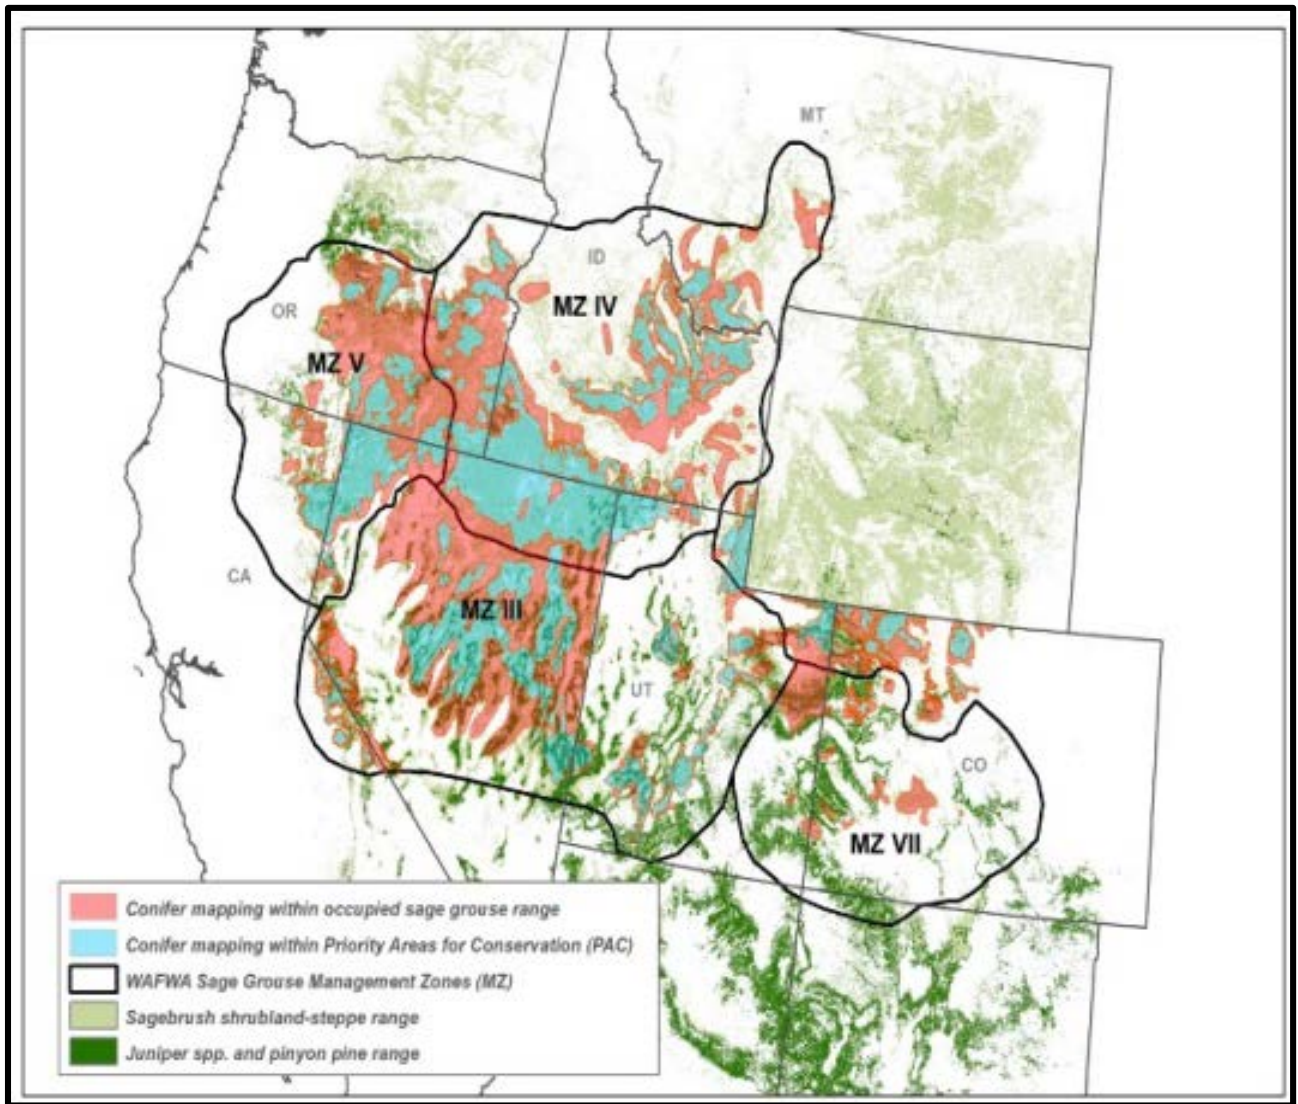 MT
ID
MZ IV
OR
MZ V
CA
MZ III
UT
CO
MZ VII
Conifer mapping within occupied sage grouse range
Conifer mapping within Priority Areas for Conservation (PAC)
WAFWA Sage Grouse Management Zones (MZ)
Sagebrush shrubland-steppe range
Juniper spp. and pinyon pine range